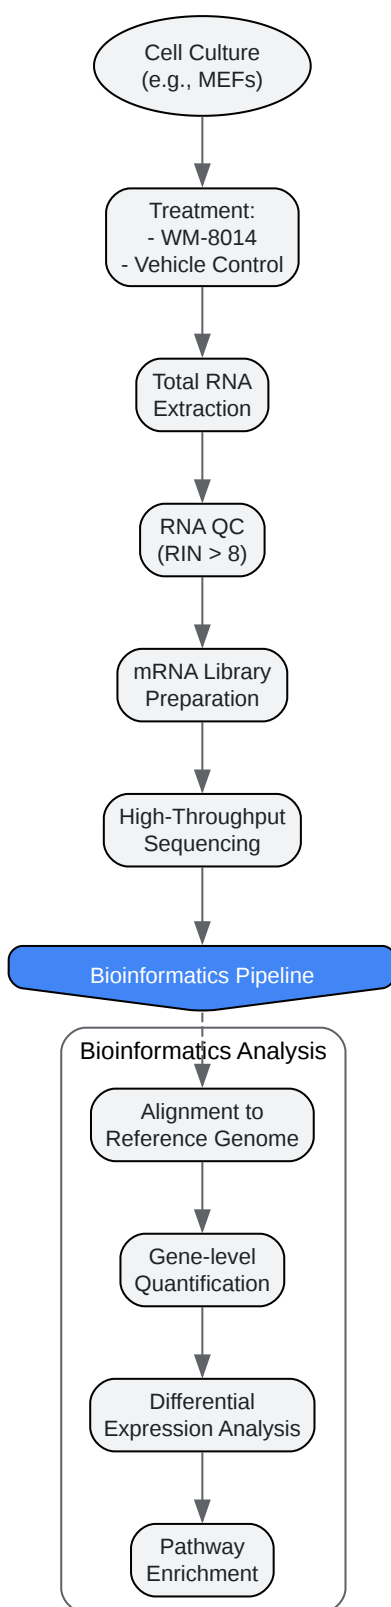 Cell Culture
(e.g., MEFs)
Treatment:
- WM-8014
- Vehicle Control
Total RNA
Extraction
RNA QC
(RIN > 8)
mRNA Library
Preparation
High-Throughput
Sequencing
Bioinformatics Pipeline
Bioinformatics Analysis
Alignment to
Reference Genome
Gene-level
Quantification
Differential
Expression Analysis
Pathway
Enrichment